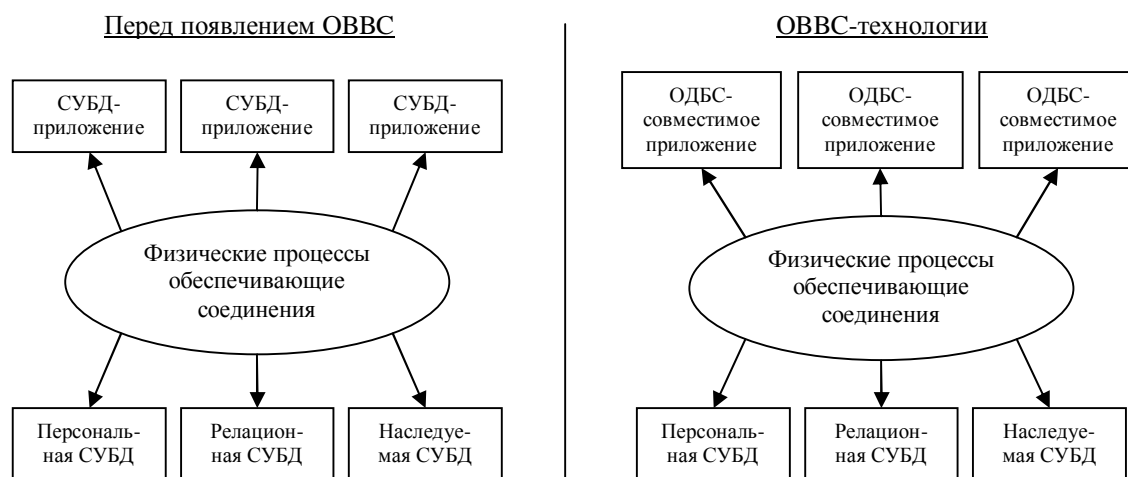 Перед появлением ОВВС
СУБД-
приложение
СУБД-
приложение
СУБД-
приложение
Физические процессы
обеспечивающие
соединения
Персональ-
ная СУБД
Реляцион-
ная СУБД
Наследуе-
мая СУБД
ОВВС-технологии
ОДБС-
совместимое
приложение
ОДБС-
совместимое
приложение
ОДБС-
совместимое
приложение
Физические процессы
обеспечивающие
соединения
Персональ-
ная СУБД
Реляцион-
ная СУБД
Наследуе-
мая СУБД